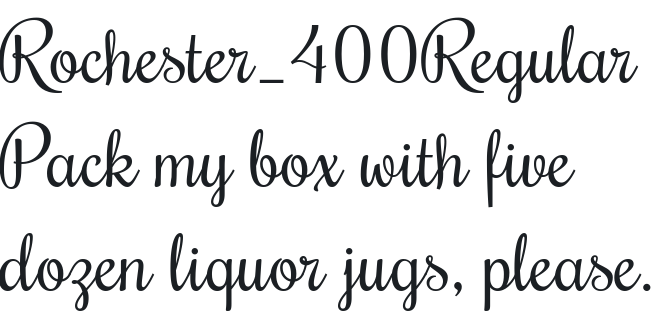 Rochester_400Regular
Pack my box with five
dozen liquor jugs, please.